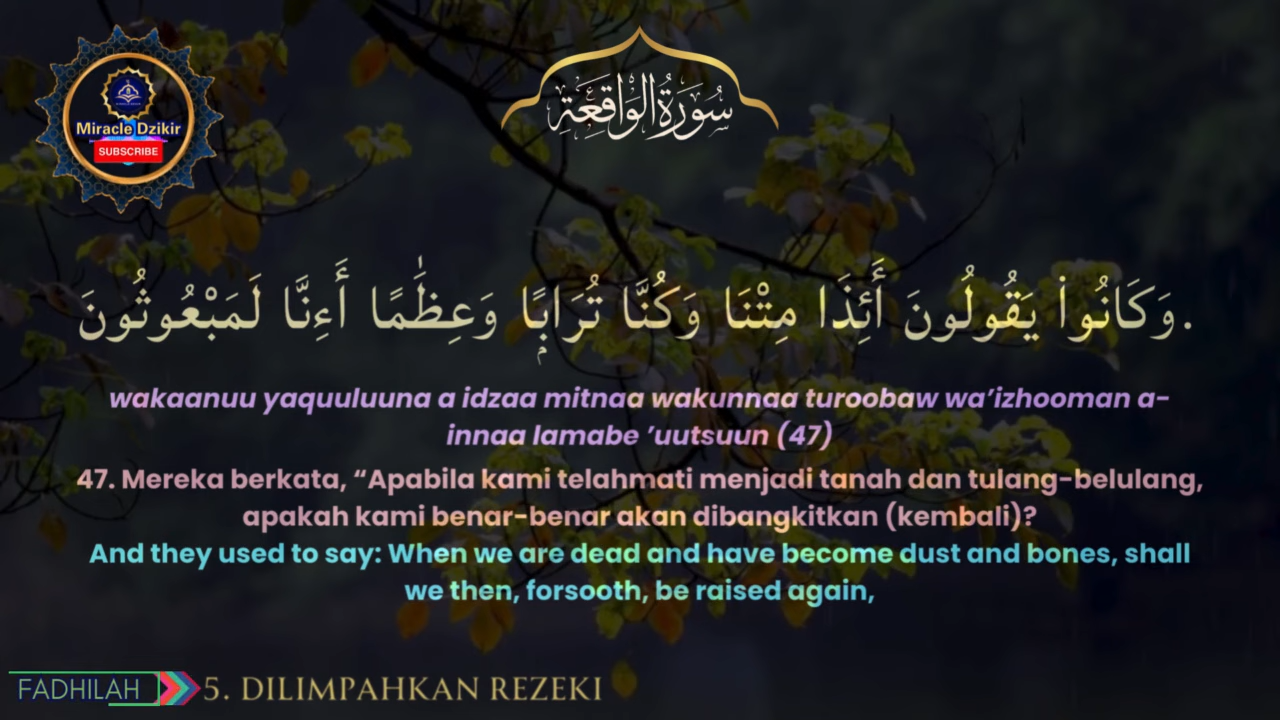 Miracle Dzikir
SUBSCRIBE
سُورَةُ الْوَاقِعَةِ
وَكَانُوا۟ يَقُولُونَ أَئِذَا مِتْنَا وَكُنَّا تُرَابًۭا وَعِظَٰمًا أَءِنَّا لَمَبْعُوثُونَ.
wakaanuu yaquuluuna a idzaa mitnaa wakunnaa turoobaw wa’izhooman a-
innaa lamabe ’uutsuun (47)
47. Mereka berkata, “Apabila kami telahmati menjadi tanah dan tulang-belulang,
apakah kami benar-benar akan dibangkitkan (kembali)?
And they used to say: When we are dead and have become dust and bones, shall
we then, forsooth, be raised again,
FADHILAH
5. DILIMPAHKAN REZEKI